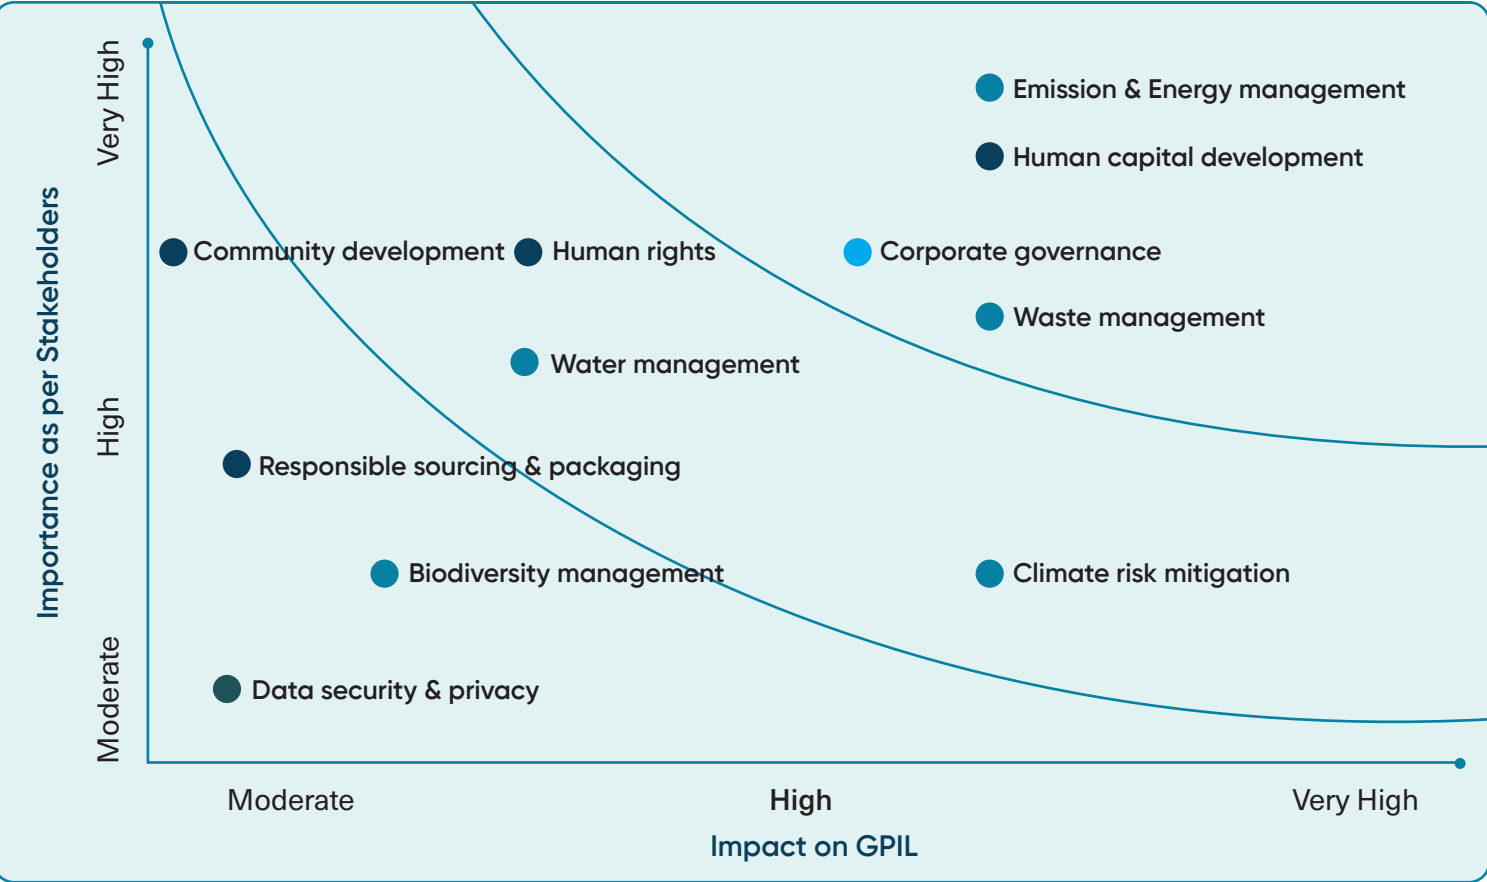 Importance as per Stakeholders
Very High
High
Moderate
Emission & Energy management
Human capital development
Community development
Human rights
Corporate governance
Waste management
Water management
Responsible sourcing & packaging
Biodiversity management
Climate risk mitigation
Data security & privacy
Moderate
High
Very High
Impact on GPIL